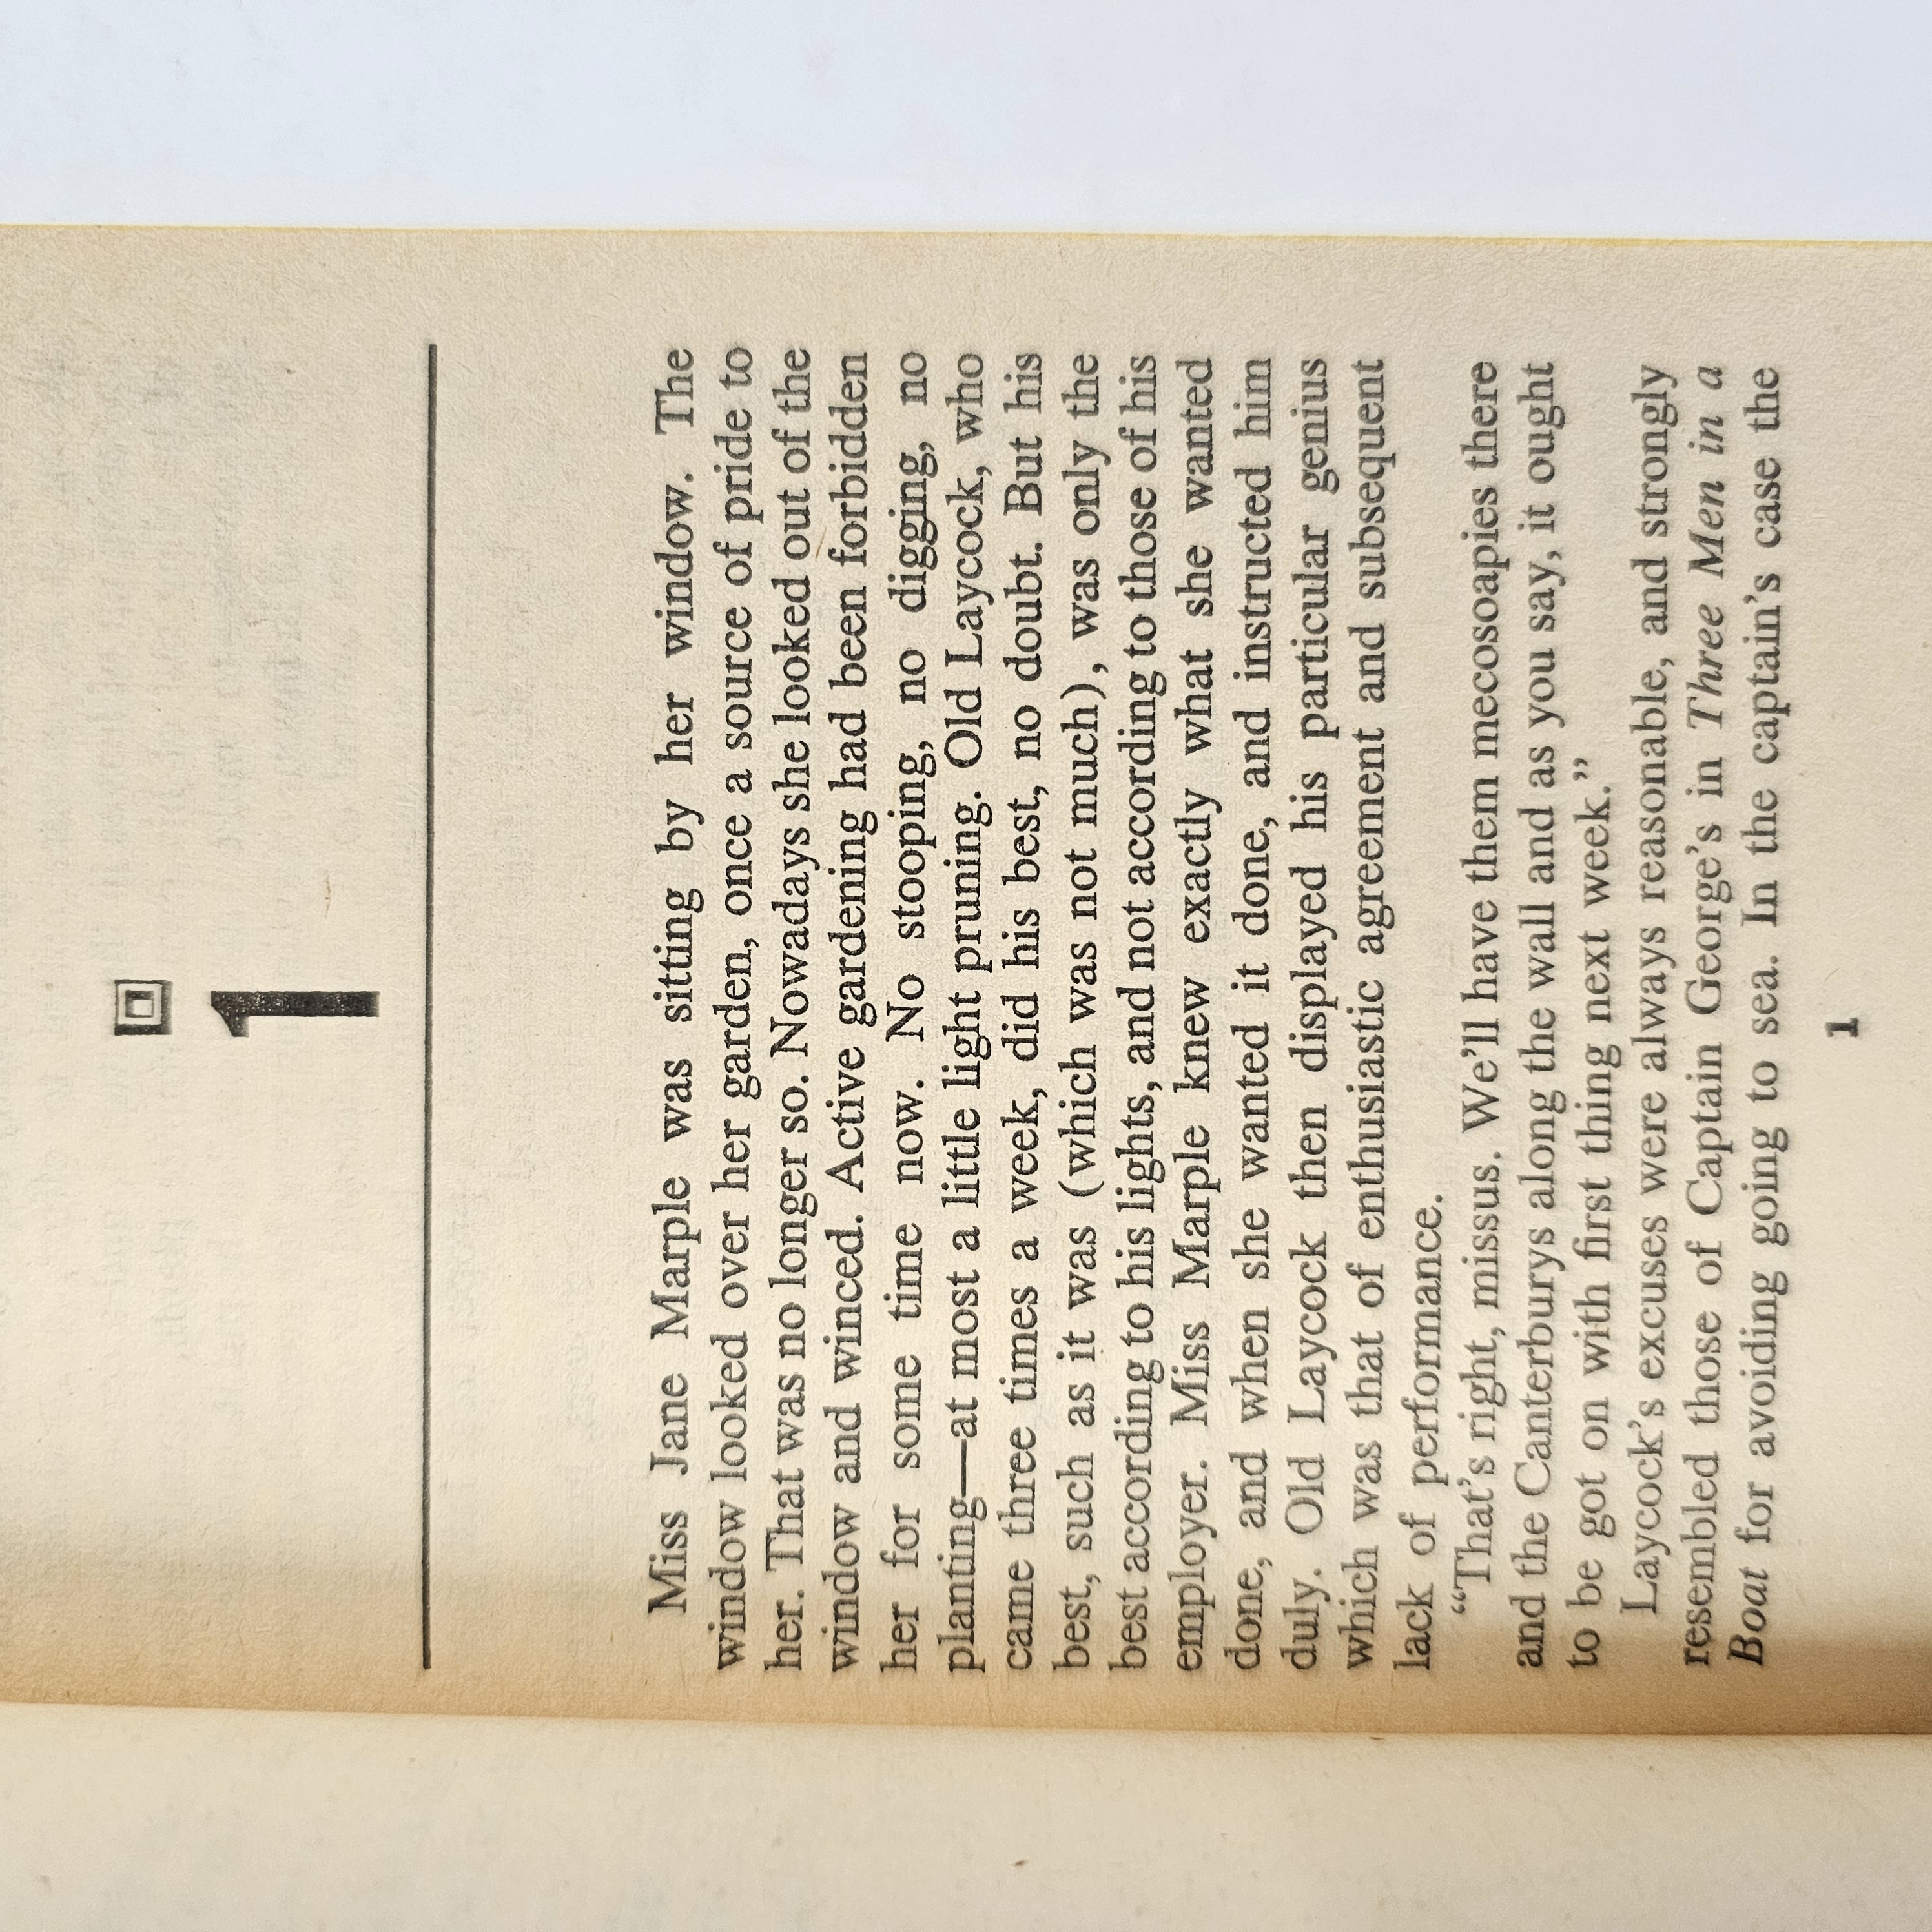 1
Miss Jane Marple was sitting by her window. The
window looked over her garden, once a source of pride to
her. That was no longer so. Nowadays she looked out of the
window and winced. Active gardening had been forbidden
her for some time now. No stooping, no digging, no
planting—at most a little light pruning. Old Laycock, who
came three times a week, did his best, no doubt. But his
best, such as it was (which was not much), was only the
best according to his lights, and not according to those of his
employer. Miss Marple knew exactly what she wanted
done, and when she wanted it done, and instructed him
duly. Old Laycock then displayed his particular genius
which was that of enthusiastic agreement and subsequent
lack of performance.
“That’s right, missus. We’ll have them mecosoapies there
and the Canterburys along the wall and as you say, it ought
to be got on with first thing next week.”
Laycock’s excuses were always reasonable, and strongly
resembled those of Captain George’s in Three Men in a
Boat for avoiding going to sea. In the captain’s case the
1